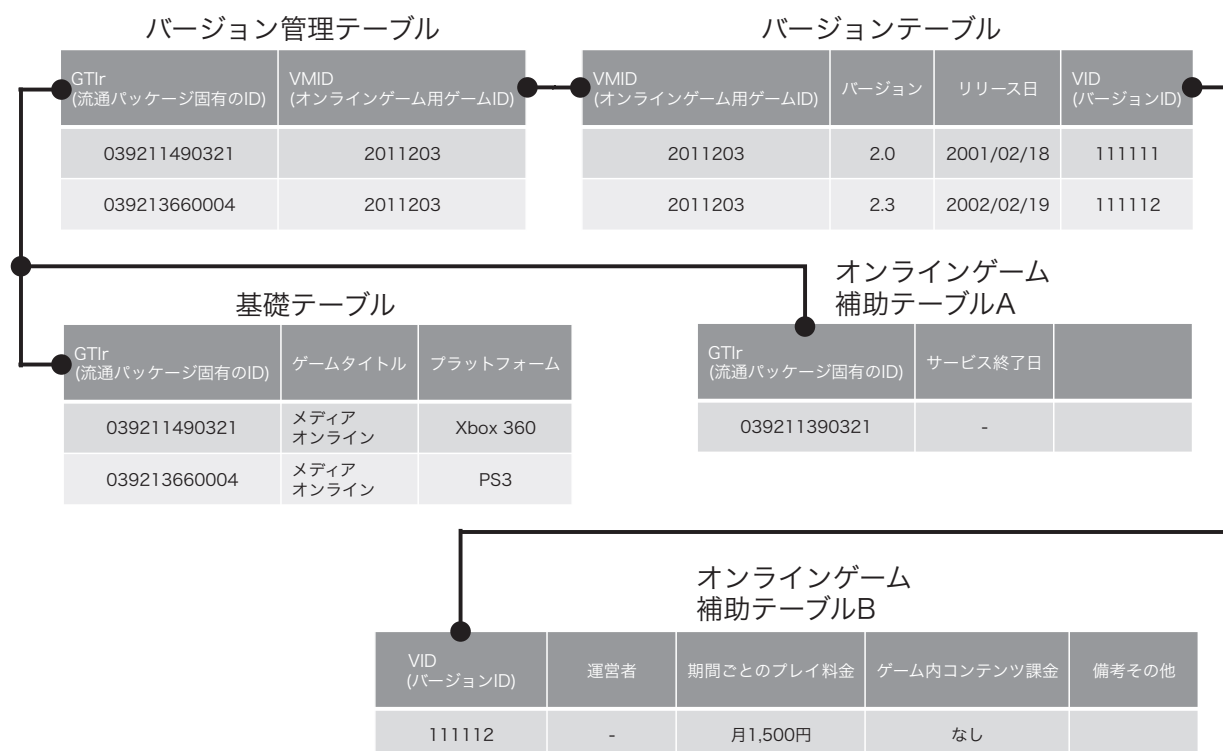 バージョン管理テーブル
GTIr
(流通パッケージ固有のID)
VMID
(オンラインゲーム用ゲームID)
039211490321 2011203
039213660004 2011203
バージョンテーブル
VMID
(オンラインゲーム用ゲームID)
バージョン
リリース日
VID
(バージョンID)
2011203 2.0 2001/02/18 111111
2011203 2.3 2002/02/19 111112
基礎テーブル
GTIr
(流通パッケージ固有のID)
ゲームタイトル
プラットフォーム
039211490321
メディア
オンライン
Xbox 360
039213660004
メディア
オンライン
PS3
オンラインゲーム
補助テーブルA
GTIr
(流通パッケージ固有のID)
サービス終了日
039211390321 -
オンラインゲーム
補助テーブルB
VID
(バージョンID)
運営者
期間ごとのプレイ料金
ゲーム内コンテンツ課金
備考その他
111112 - 月1,500円 なし